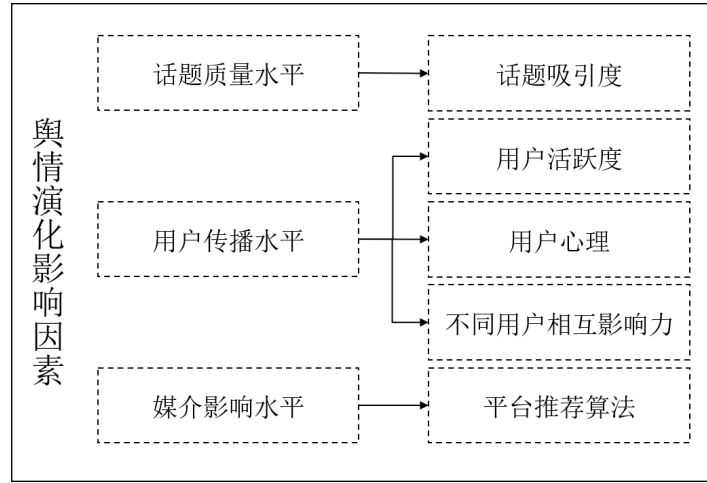 舆情演化影响因素
话题质量水平
话题吸引度
用户活跃度
用户传播水平
用户心理
不同用户相互影响力
媒介影响水平
平台推荐算法